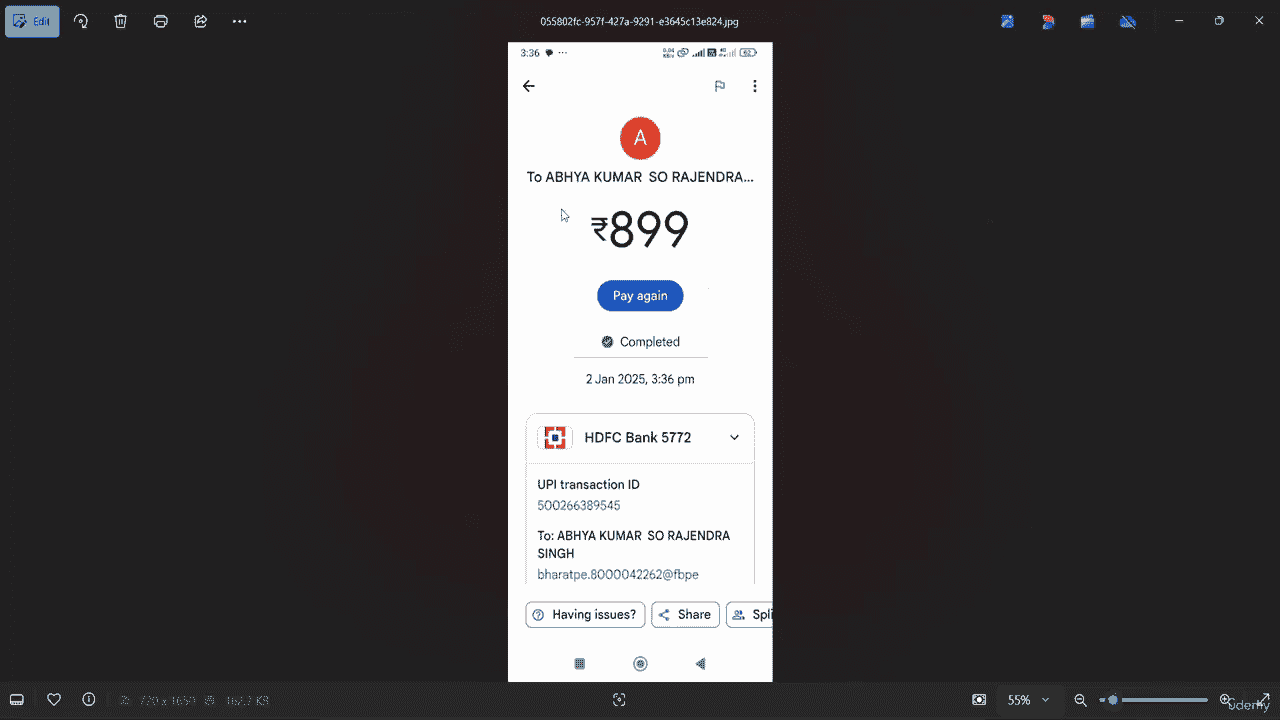 Edit
055802fc-957f-427a-9291-e3645c13e824.jpg
3:36
A
To ABHYA KUMAR SO RAJENDRA...
₹899
Pay again
Completed
2 Jan 2025, 3:36 pm
HDFC Bank 5772
UPI transaction ID
500266389545
To: ABHYA KUMAR SO RAJENDRA
SINGH
bharatpe.8000042262@fbpe
Having issues?
Share
Spli
55%